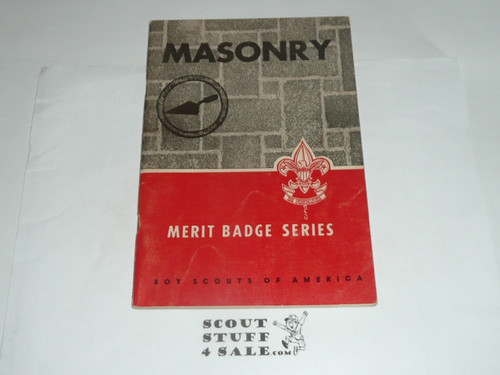 MASONRY
MERIT BADGE SERIES
BOY SCOUTS OF AMERICA
SCOUT
STUFF
4 SALE.com